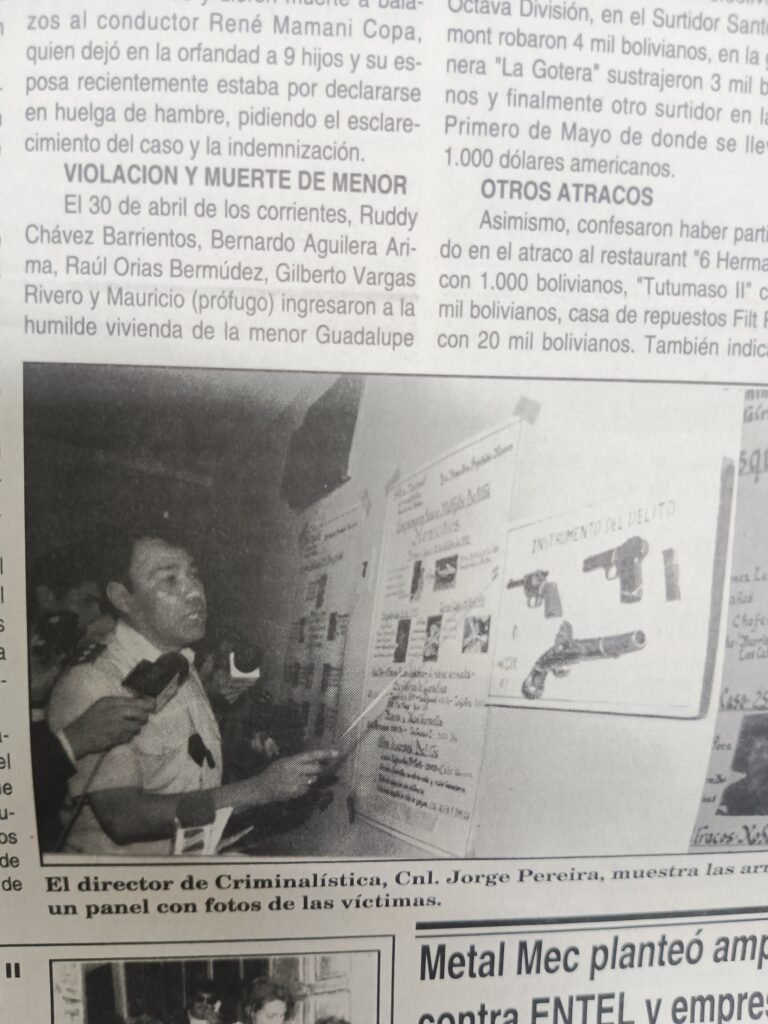 zos al conductor René Mamani Copa,
quien dejó en la orfandad a 9 hijos y su es-
posa recientemente estaba por declararse
en huelga de hambre, pidiendo el esclare-
cimiento del caso y la indemnización.
VIOLACION Y MUERTE DE MENOR
El 30 de abril de los corrientes, Ruddy
Chávez Barrientos, Bernardo Aguilera Ari-
ma, Raúl Orias Bermúdez, Gilberto Vargas
Rivero y Mauricio (prófugo) ingresaron a la
humilde vivienda de la menor Guadalupe
Octava División, en el Surtidor Sant
mont robaron 4 mil bolivianos, en la
nera "La Gotera" sustrajeron 3 mil b
nos y finalmente otro surtidor en la
Primero de Mayo de donde se lle
1.000 dólares americanos.
OTROS ATRACOS
Asimismo, confesaron haber parti
do en el atraco al restaurant "6 Herma
con 1.000 bolivianos, "Tutumaso II" c
mil bolivianos, casa de repuestos Filt
con 20 mil bolivianos. También indica
INSTRUMENTO DEL DELITO
El director de Criminalística, Cnl. Jorge Pereira, muestra las ar
un panel con fotos de las víctimas.
Metal Mec planteó amp
contra ENTEL y empres